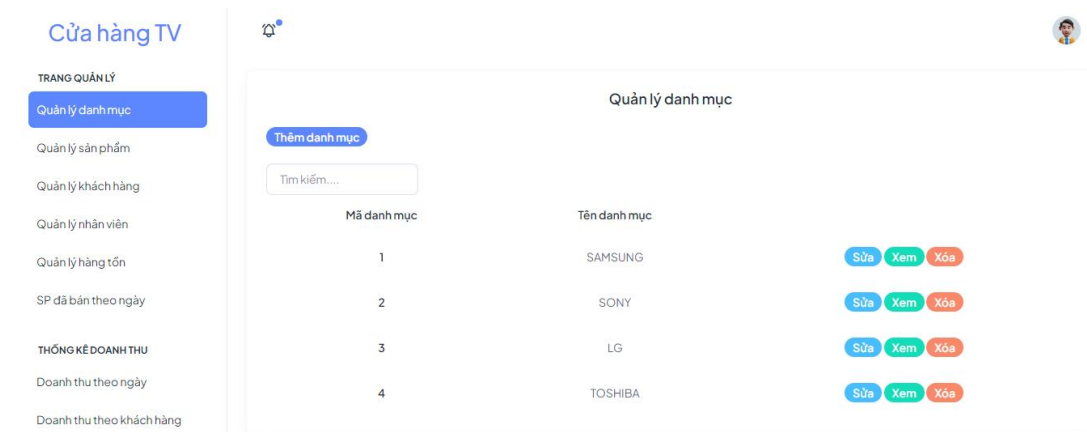 Cửa hàng TV
TRANG QUẢN LÝ
Quản lý danh mục
Quản lý sản phẩm
Quản lý khách hàng
Quản lý nhân viên
Quản lý hàng tồn
SP đã bán theo ngày
THỐNG KÊ DOANH THU
Doanh thu theo ngày
Doanh thu theo khách hàng
Quản lý danh mục
Thêm danh mục
Tìm kiếm....
Mã danh mục Tên danh mục
1 SAMSUNG Sửa Xem Xóa
2 SONY Sửa Xem Xóa
3 LG Sửa Xem Xóa
4 TOSHIBA Sửa Xem Xóa